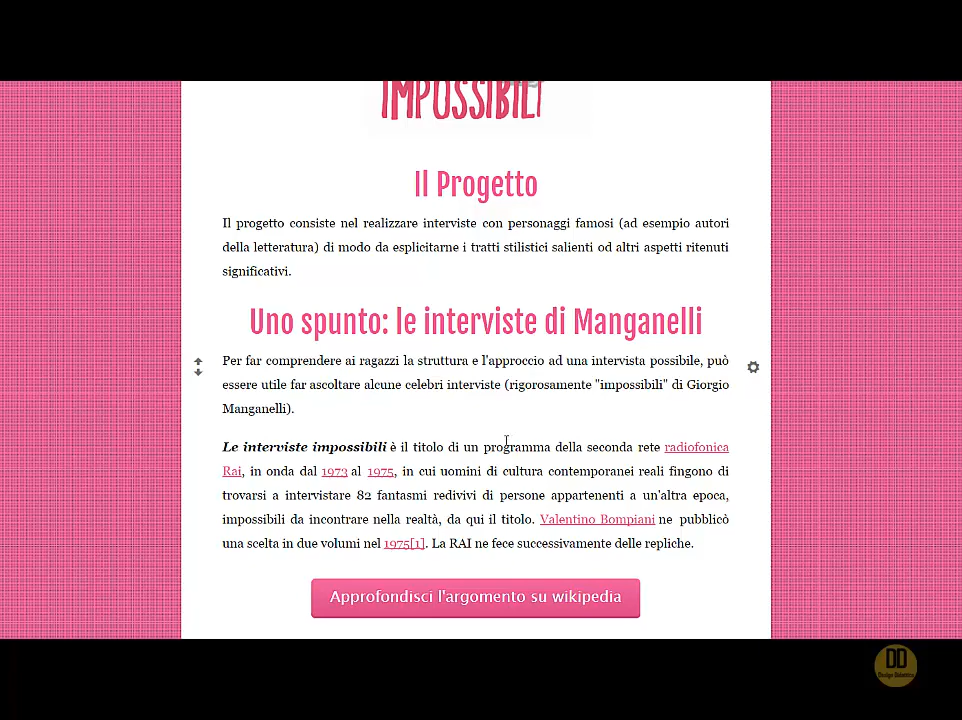 IMPOSSIBILI
Il Progetto
Il progetto consiste nel realizzare interviste con personaggi famosi (ad esempio autori
della letteratura) di modo da esplicitarne i tratti stilistici salienti od altri aspetti ritenuti
significativi.
Uno spunto: le interviste di Manganelli
Per far comprendere ai ragazzi la struttura e l'approccio ad una intervista possibile, può
essere utile far ascoltare alcune celebri interviste (rigorosamente "impossibili" di Giorgio
Manganelli).
Le interviste impossibili è il titolo di un programma della seconda rete radiofonica
Rai, in onda dal 1973 al 1975, in cui uomini di cultura contemporanei reali fingono di
trovarsi a intervistare 82 fantasmi redivivi di persone appartenenti a un'altra epoca,
impossibili da incontrare nella realtà, da qui il titolo. Valentino Bompiani ne pubblicò
una scelta in due volumi nel 1975[1]. La RAI ne fece successivamente delle repliche.
Approfondisci l'argomento su wikipedia
DD